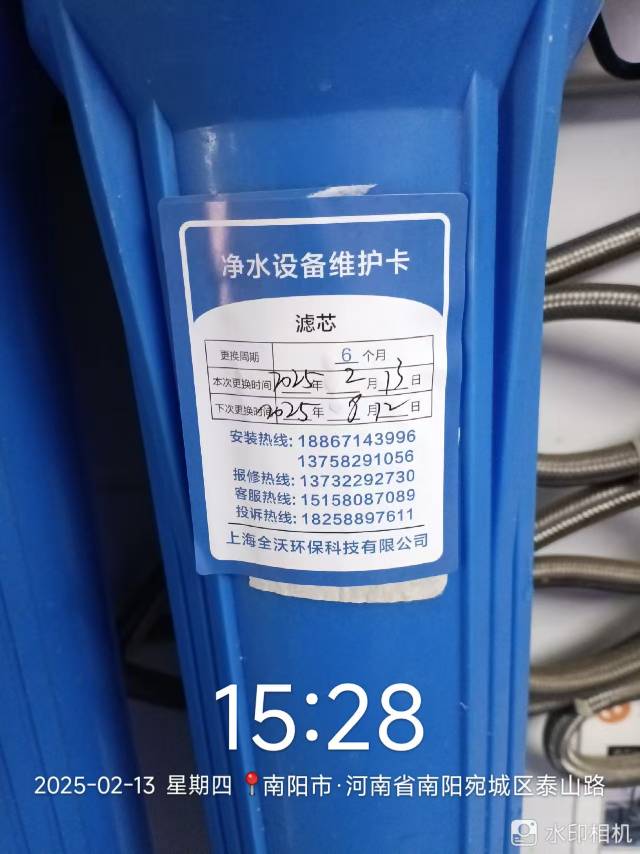 净水设备维护卡
滤芯
更换周期 6 个月
本次更换时间 2025 年 2 月 13 日
下次更换时间 2025 年 8 月 12 日
安装热线: 18867143996
13758291056
报修热线: 13732292730
客服热线: 15158087089
投诉热线: 18258897611
上海全沃环保科技有限公司
15:28
2025-02-13 星期四 南阳市·河南省南阳宛城区泰山路
水印相机